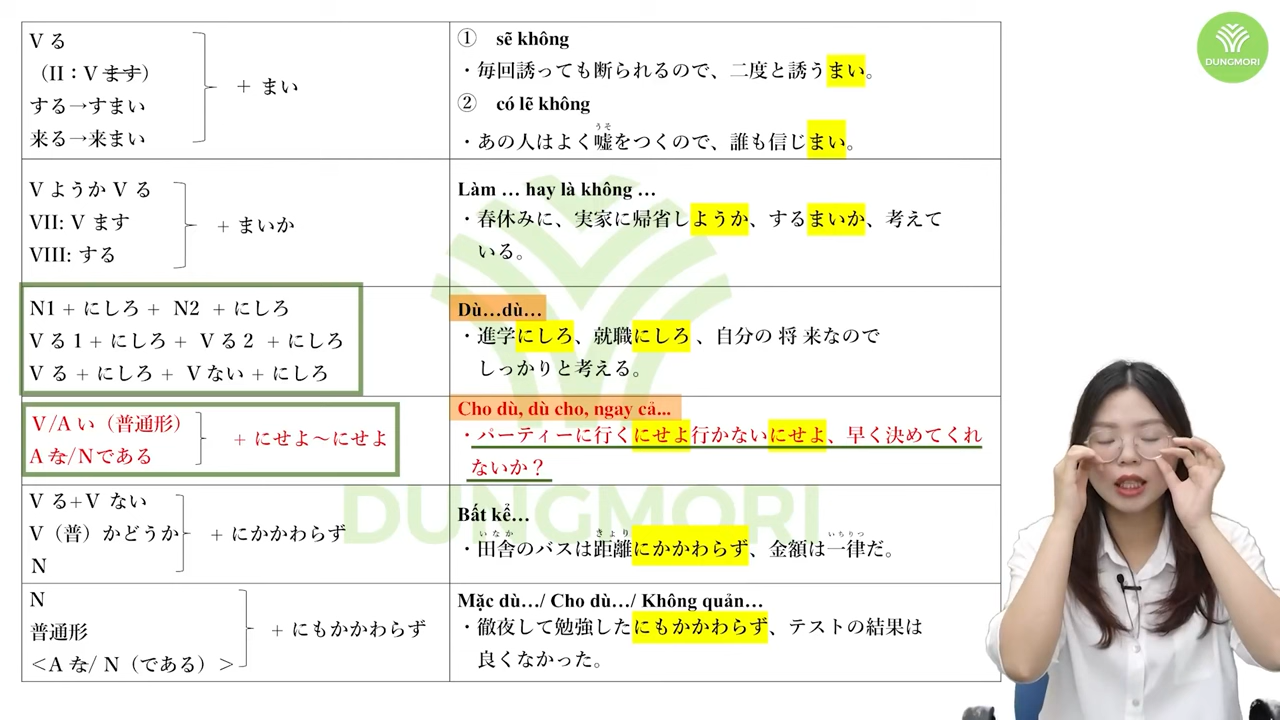 V る
（II：V ます）
する→すまい
来る→来まい
+ まい
① sẽ không
・毎回誘っても断られるので、二度と誘うまい。
② có lẽ không
うそ
・あの人はよく嘘をつくので、誰も信じまい。
V ようか V る
VII: V ます
VIII: する
+ まいか
Làm … hay là không …
・春休みに、実家に帰省しようか、するまいか、考えて
いる。
N1 + にしろ + N2 + にしろ
V る 1 + にしろ + V る 2 + にしろ
V る + にしろ + V ない + にしろ
Dù…dù…
・進学にしろ、就職にしろ 、自分の 将 来なので
しっかりと考える。
V/A い（普通形）
A な/N である
+ にせよ～にせよ
Cho dù, dù cho, ngay cả...
・パーティーに行くにせよ行かないにせよ、早く決めてくれ
ないか？
V る+V ない
V（普）かどうか
N
+ にかかわらず
Bất kể…
いなか きょり いちりつ
・田舎のバスは距離にかかわらず、金額は一律だ。
N
普通形
＜A な/ N（である）＞
+ にもかかわらず
Mặc dù…/ Cho dù…/ Không quản…
・徹夜して勉強したにもかかわらず、テストの結果は
良くなかった。
DUNGMORI
DUNGMORI